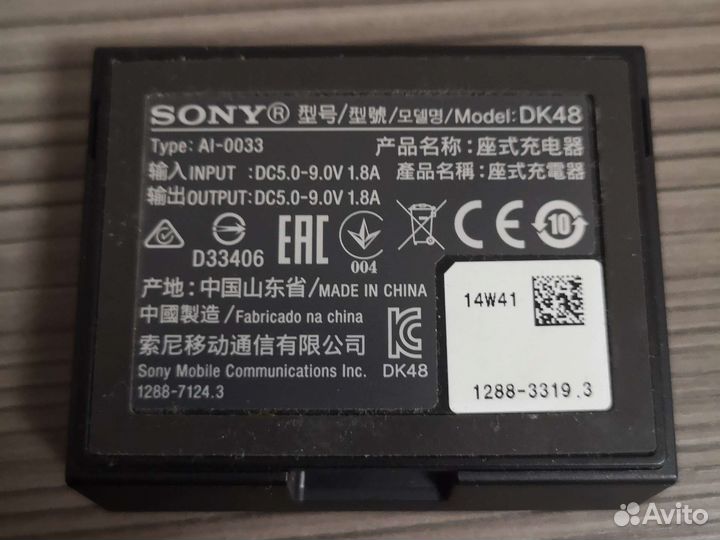 SONY® 型号/型號/모델명/Model: DK48
Type: AI-0033 产品名称：座式充电器
输入INPUT : DC5.0-9.0V 1.8A 產品名稱：座式充電器
输出OUTPUT: DC5.0-9.0V 1.8A
D33406 EAC 004 CE 10
产地: 中国山东省/MADE IN CHINA
中國製造/Fabricado na china
索尼移动通信有限公司
Sony Mobile Communications Inc. DK48
1288-7124.3
14W41
1288-3319.3
Avito